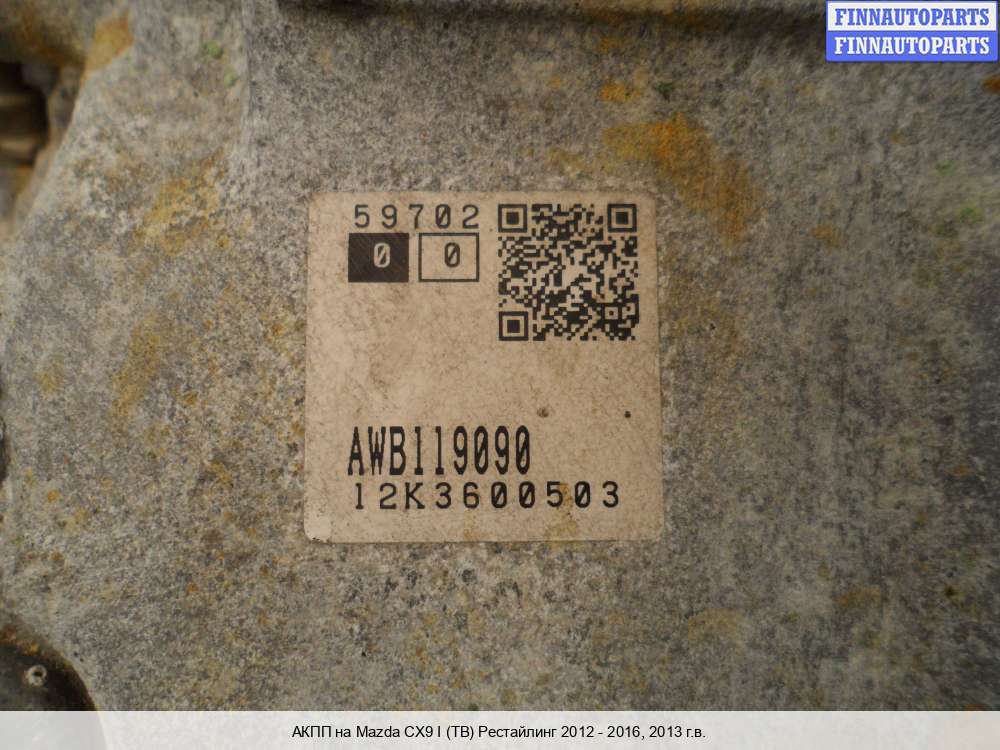 FINNAUTOPARTS
FINNAUTOPARTS
59702
0 0
AWB119090
12K3600503
АКПП на Mazda CX9 I (TB) Рестайлинг 2012 - 2016, 2013 г.в.